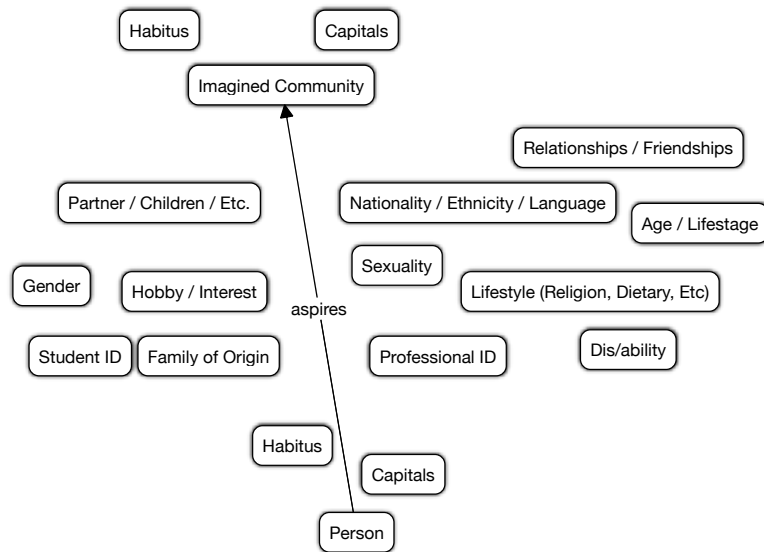 Habitus
Capitals
Imagined Community
Relationships / Friendships
Partner / Children / Etc.
Nationality / Ethnicity / Language
Age / Lifestage
Sexuality
Gender
Hobby / Interest
Lifestyle (Religion, Dietary, Etc)
aspires
Student ID
Family of Origin
Professional ID
Dis/ability
Habitus
Capitals
Person